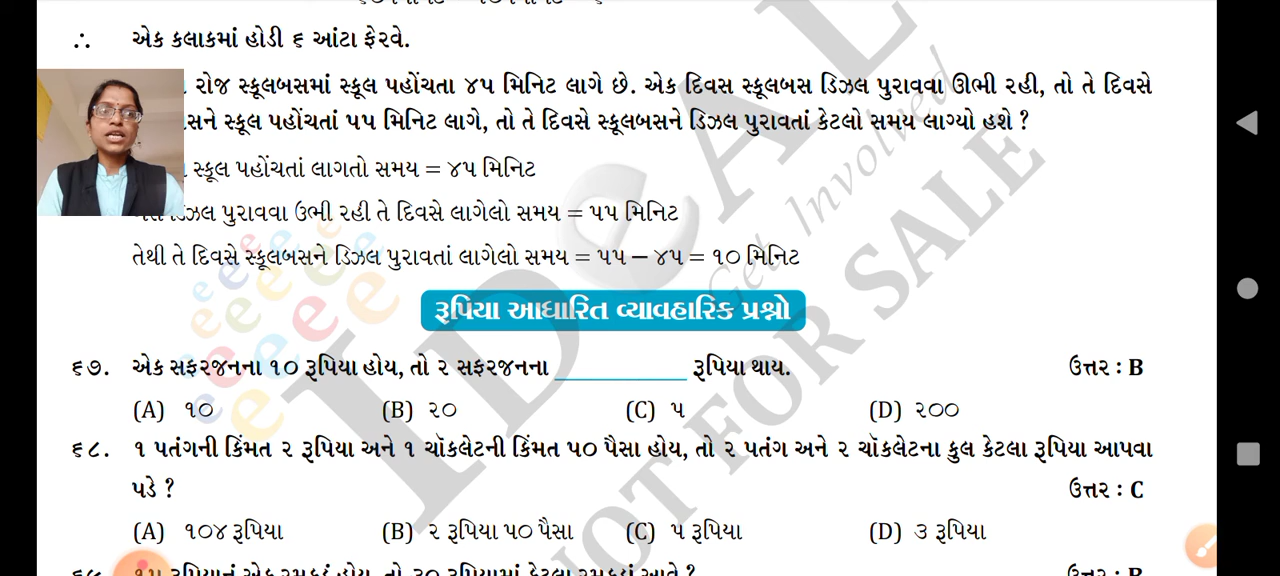 ∴ એક કલાકમાં હોડી ૬ આંટા ફેરવે.
રોજ સ્કૂલબસમાં સ્કૂલ પહોંચતા ૪૫ મિનિટ લાગે છે. એક દિવસ સ્કૂલબસ ડિઝલ પુરાવવા ઊભી રહી, તો તે દિવસે
સ્કૂલ પહોંચતાં ૫૫ મિનિટ લાગે, તો તે દિવસે સ્કૂલબસને ડિઝલ પુરાવતાં કેટલો સમય લાગ્યો હશે ?
સ્કૂલ પહોંચતાં લાગતો સમય = ૪૫ મિનિટ
ડિઝલ પુરાવવા ઉભી રહી તે દિવસે લાગેલો સમય = ૫૫ મિનિટ
તેથી તે દિવસે સ્કૂલબસને ડિઝલ પુરાવતાં લાગેલો સમય = ૫૫ – ૪૫ = ૧૦ મિનિટ
રૂપિયા આધારિત વ્યાવહારિક પ્રશ્નો
૬૭. એક સફરજનના ૧૦ રૂપિયા હોય, તો ૨ સફરજનના __________ રૂપિયા થાય. ઉત્તર : B
(A) ૧૦ (B) ૨૦ (C) ૫ (D) ૨૦૦
૬૮. ૧ પતંગની કિંમત ૨ રૂપિયા અને ૧ ચૉકલેટની કિંમત ૫૦ પૈસા હોય, તો ૨ પતંગ અને ૨ ચૉકલેટના કુલ કેટલા રૂપિયા આપવા
પડે ? ઉત્તર : C
(A) ૧૦૪ રૂપિયા (B) ૨ રૂપિયા ૫૦ પૈસા (C) ૫ રૂપિયા (D) ૩ રૂપિયા
IDeAL
Get Involved
NOT FOR SALE